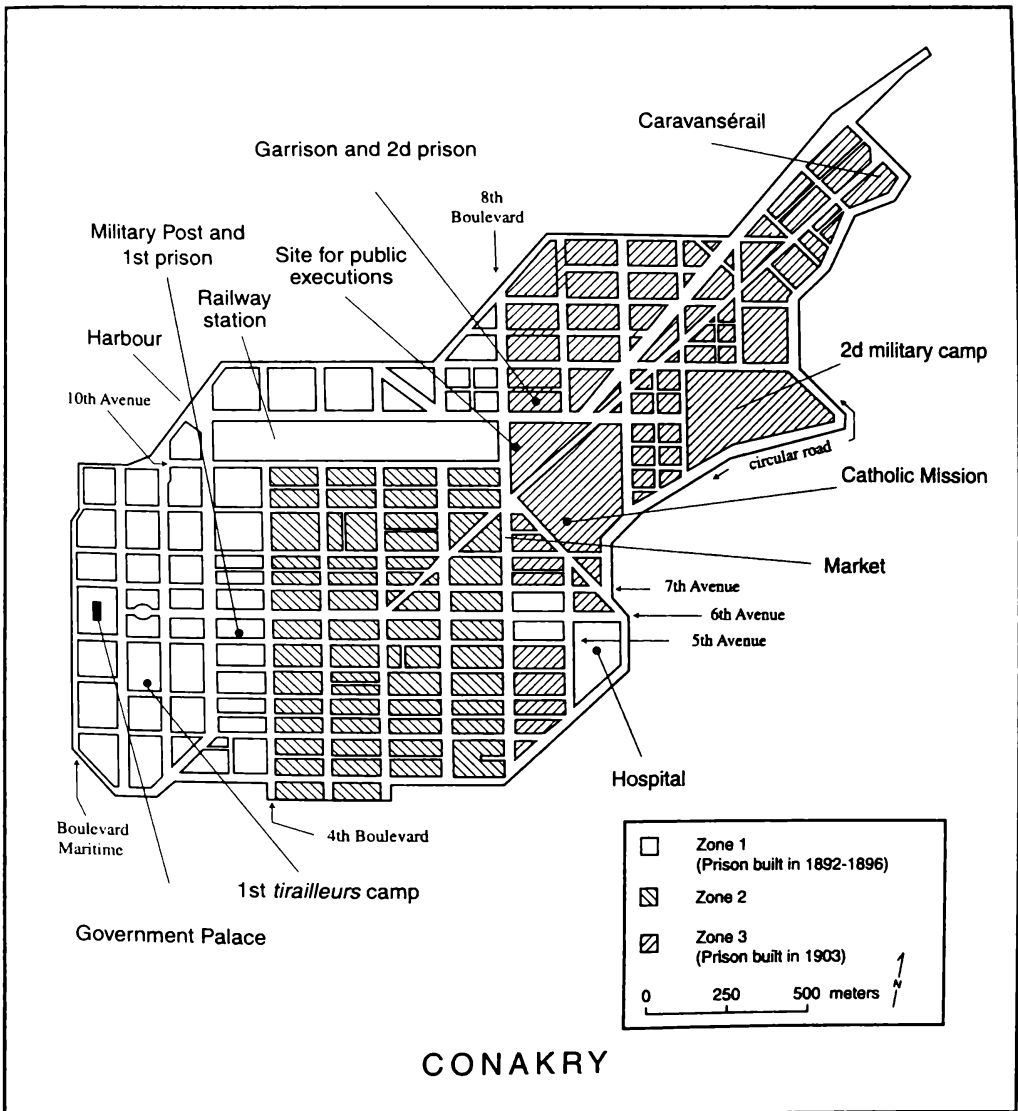 Caravansérail
Garrison and 2d prison
8th
Boulevard
Military Post and
1st prison
Site for public
executions
Railway
station
Harbour
10th Avenue
2d military camp
circular road
Catholic Mission
Market
7th Avenue
6th Avenue
5th Avenue
Hospital
Boulevard
Maritime
4th Boulevard
1st tirailleurs camp
Government Palace
Zone 1
(Prison built in 1892-1896)
Zone 2
Zone 3
(Prison built in 1903)
0 250 500 meters
N
CONAKRY